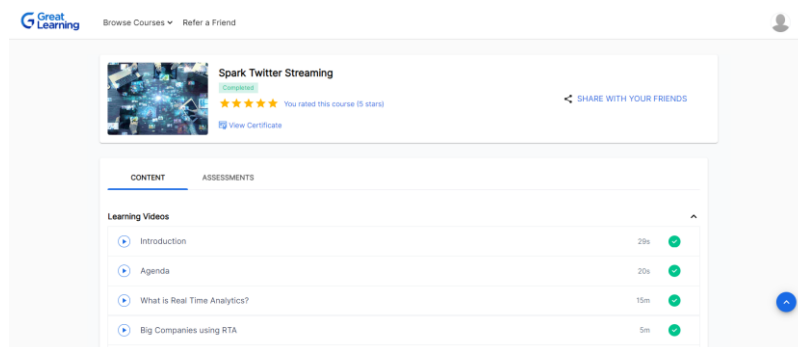 Great
Learning
Browse Courses
Refer a Friend
Spark Twitter Streaming
Completed
You rated this course (5 stars)
View Certificate
SHARE WITH YOUR FRIENDS
CONTENT
ASSESSMENTS
Learning Videos
Introduction
29s
Agenda
20s
What is Real Time Analytics?
15m
Big Companies using RTA
5m